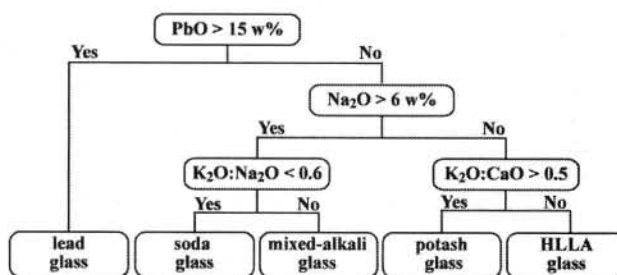 PbO > 15 w%
Yes
No
Na₂O > 6 w%
Yes
No
K₂O:Na₂O < 0.6
K₂O:CaO > 0.5
Yes
No
Yes
No
lead
glass
soda
glass
mixed-alkali
glass
potash
glass
HLLA
glass